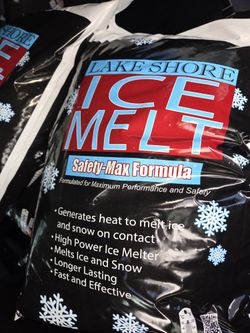 LAKE·SHORE
ICE
MELT
Safety-Max Formula
Formulated for Maximum Performance and Safety
• Generates heat to melt ice
and snow on contact
• High Power Ice Melter
• Melts Ice and Snow
• Longer Lasting
• Fast and Effective